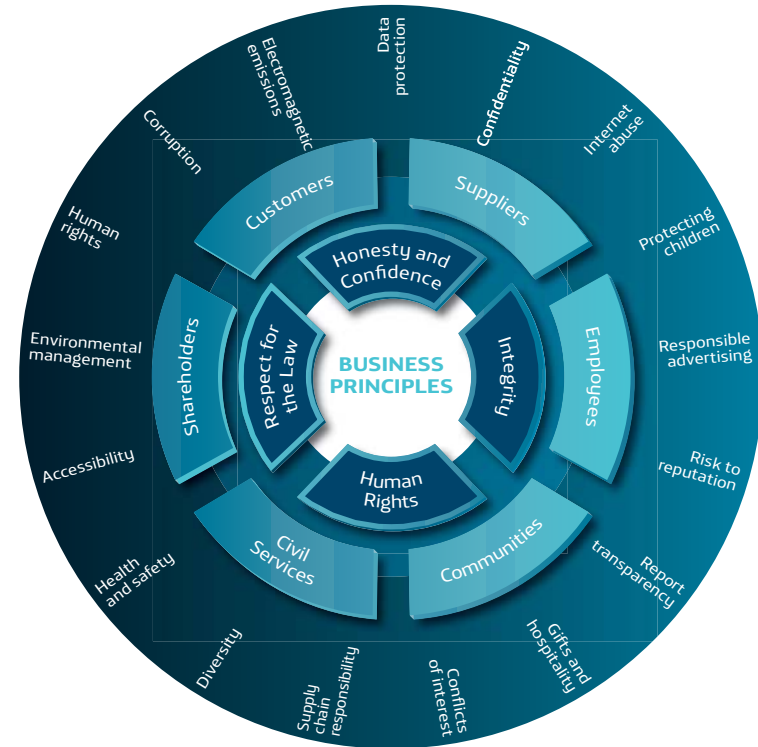 Data
protection
Confidentiality
Internet
abuse
Protecting
children
Responsible
advertising
Risk to
reputation
Report
transparency
Gifts and
hospitality
Conflicts
of interest
Supply
chain
responsibility
Diversity
Health
and safety
Accessibility
Environmental
management
Human
rights
Corruption
Electromagnetic
emissions
Customers
Suppliers
Employees
Communities
Civil
Services
Shareholders
Honesty and
Confidence
Integrity
Human
Rights
Respect for
the Law
BUSINESS
PRINCIPLES